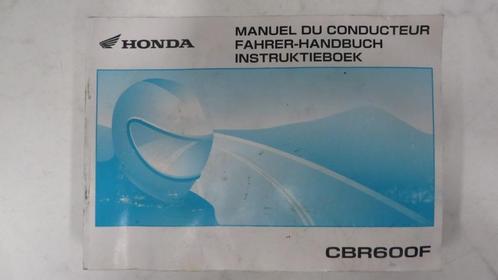 HONDA
MANUEL DU CONDUCTEUR
FAHRER-HANDBUCH
INSTRUKTIEBOEK
CBR600F